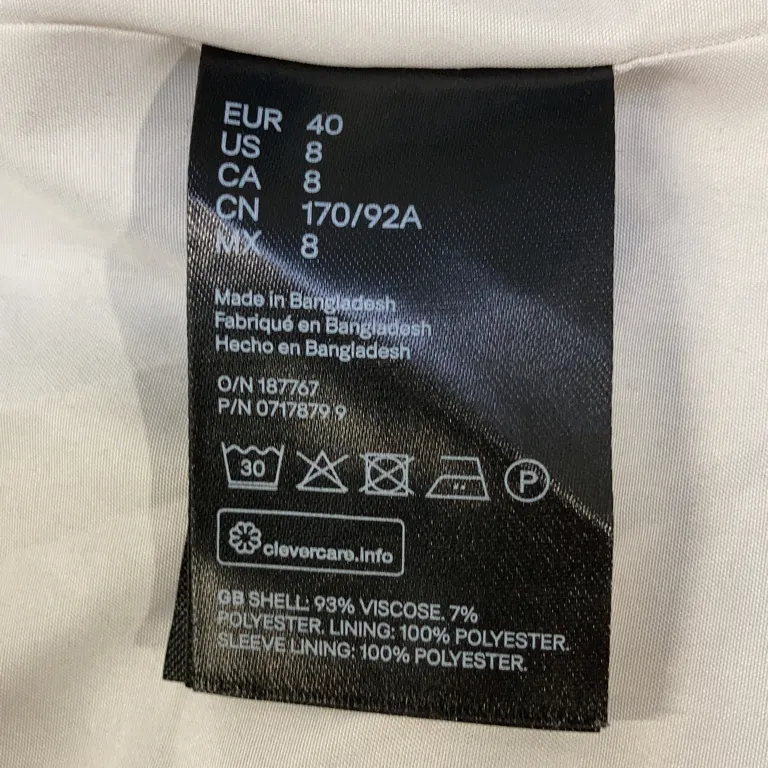 EUR 40
US 8
CA 8
CN 170/92A
MX 8
Made in Bangladesh
Fabriqué en Bangladesh
Hecho en Bangladesh
O/N 187767
P/N 0717879 9
30 P
clevercare.info
GB SHELL: 93% VISCOSE. 7%
POLYESTER. LINING: 100% POLYESTER.
SLEEVE LINING: 100% POLYESTER.